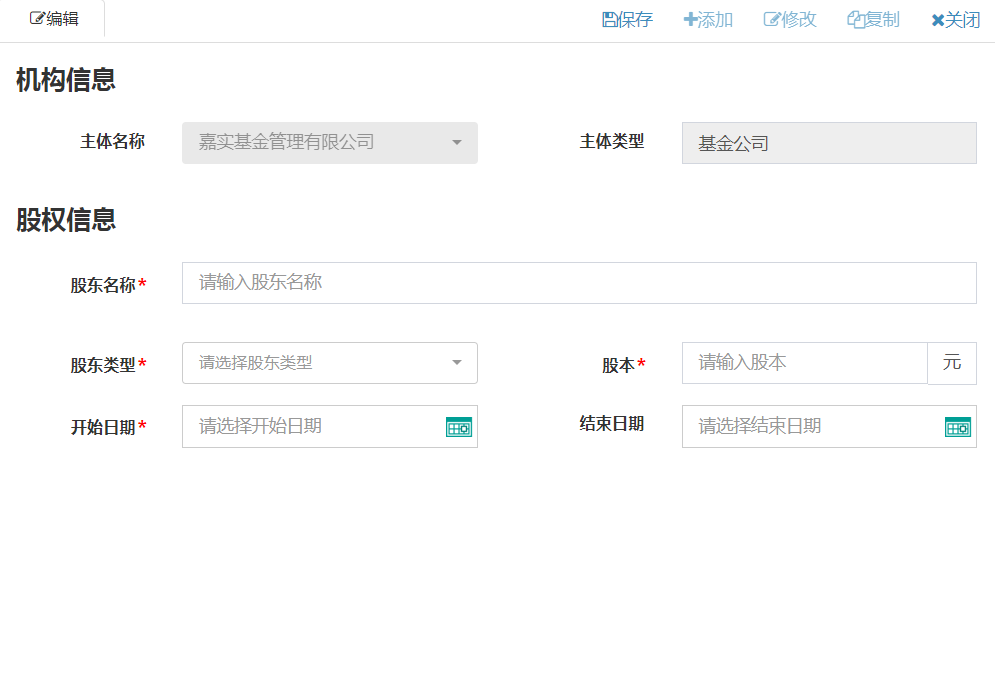 编辑 保存 添加 修改 复制 关闭
机构信息
主体名称 嘉实基金管理有限公司 主体类型 基金公司
股权信息
股东名称* 请输入股东名称
股东类型* 请选择股东类型 股本* 请输入股本 元
开始日期* 请选择开始日期 结束日期 请选择结束日期